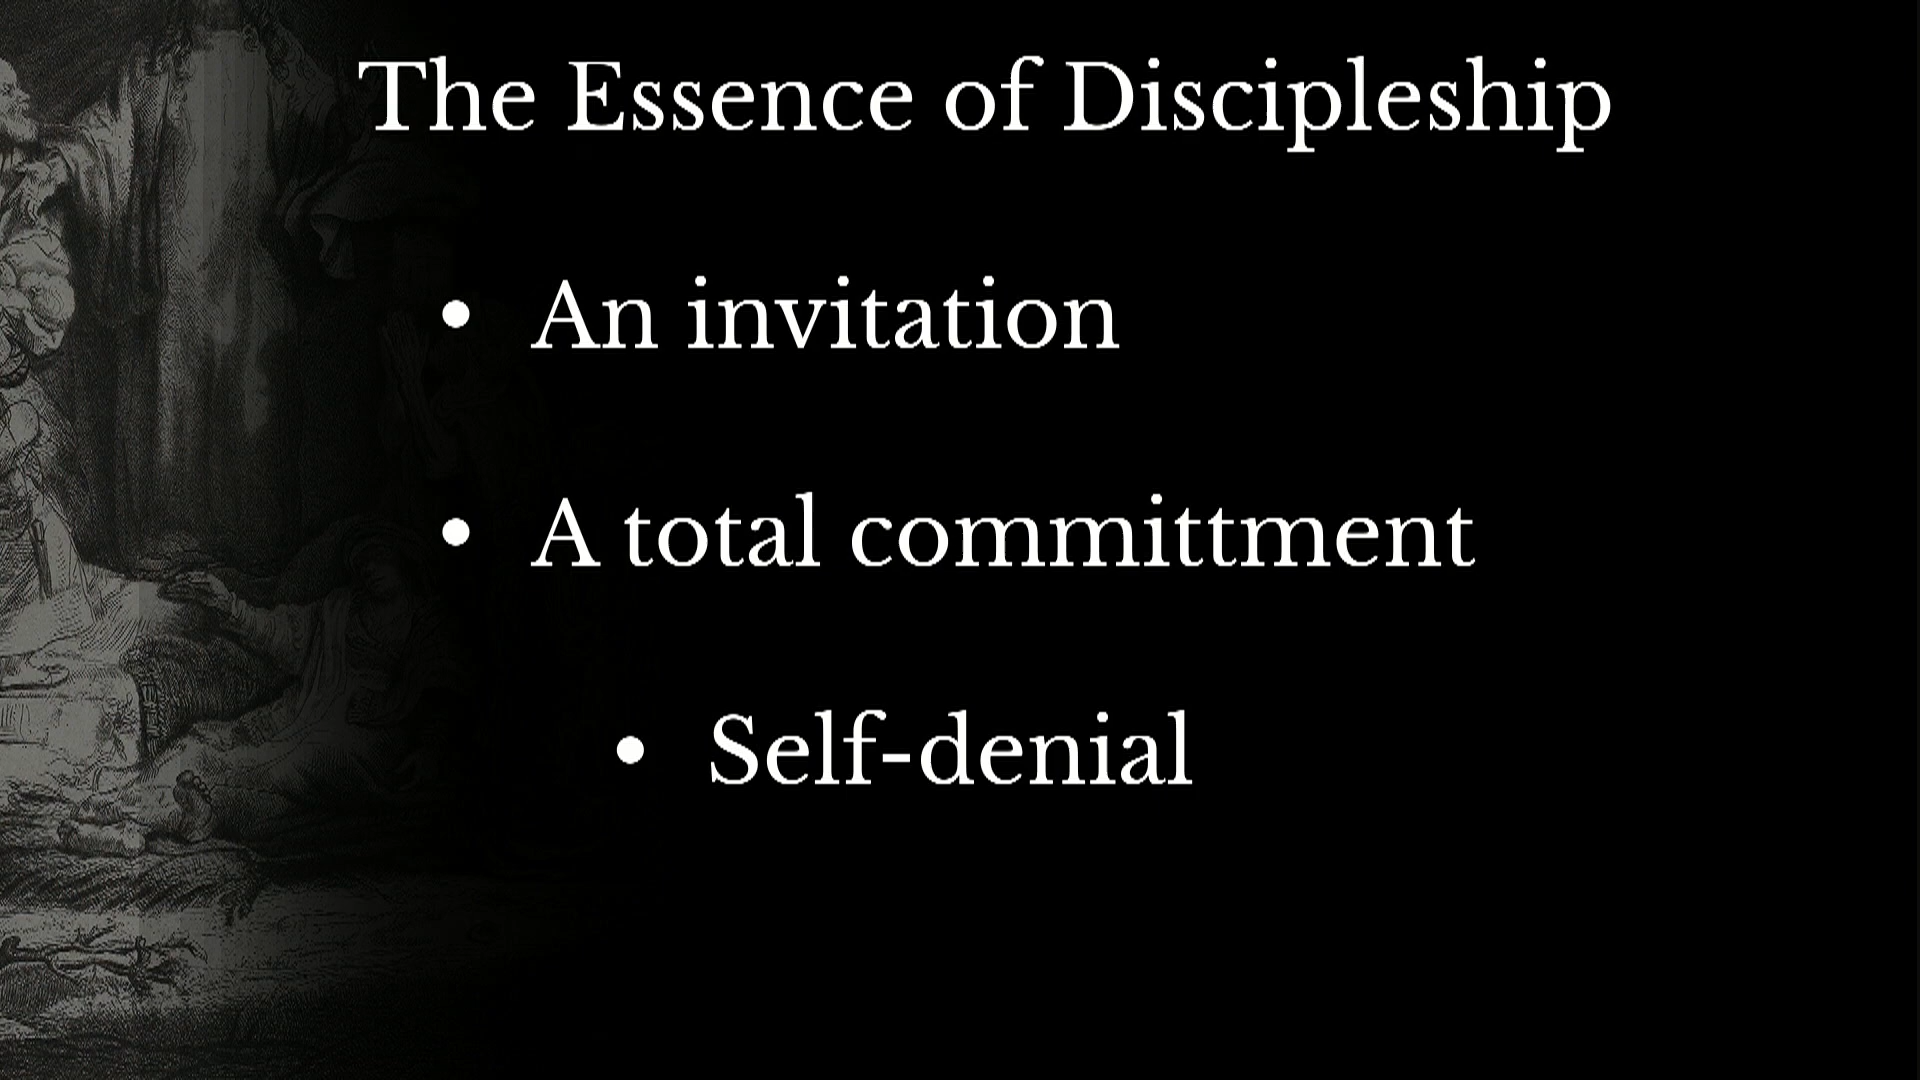 The Essence of Discipleship
• An invitation
• A total committment
• Self-denial